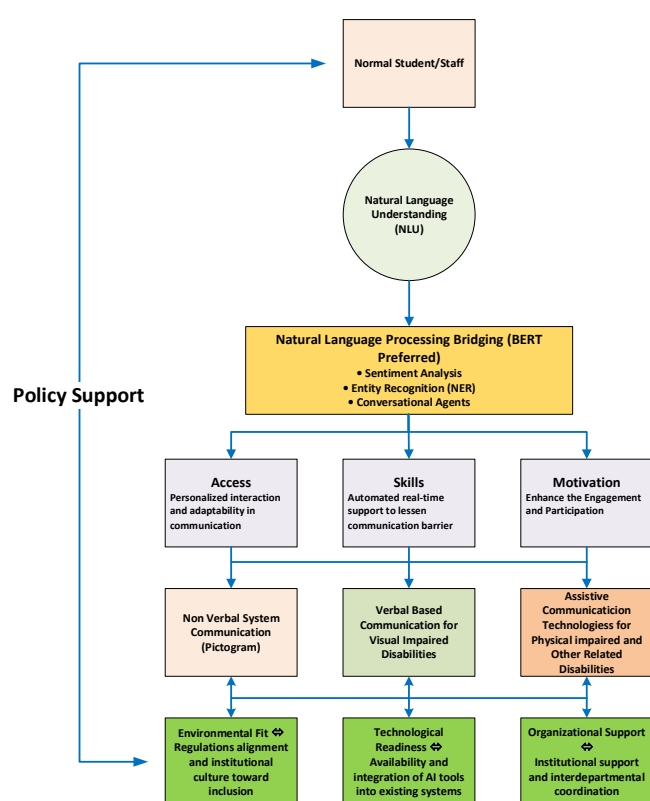 Normal Student/Staff
Natural Language
Understanding
(NLU)
Natural Language Processing Bridging (BERT
Preferred)
• Sentiment Analysis
• Entity Recognition (NER)
• Conversational Agents
Policy Support
Access
Personalized interaction
and adaptability in
communication
Skills
Automated real-time
support to lessen
communication barrier
Motivation
Enhance the Engagement
and Participation
Non Verbal System
Communication
(Pictogram)
Verbal Based
Communication for
Visual Impaired
Disabilities
Assistive
Communicaticion
Technologiess for
Physical impaired and
Other Related
Disabilities
Environmental Fit ⇔
Regulations alignment
and institutional
culture toward
inclusion
Technological
Readiness ⇔
Availability and
integration of AI tools
into existing systems
Organizational Support
⇔
Institutional support
and interdepartmental
coordination